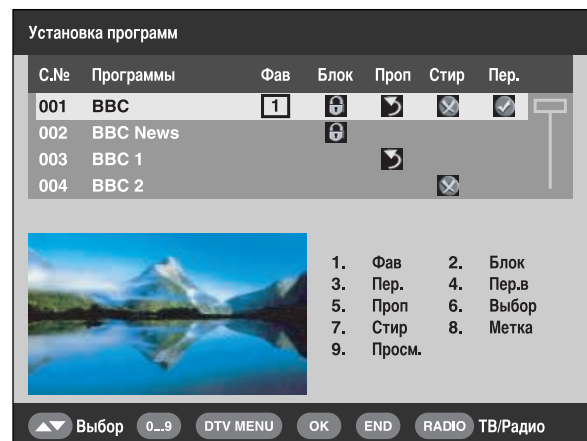 Установка программ
С.№ Программы Фав Блок Проп Стир Пер.
001 BBC 1
002 BBC News
003 BBC 1
004 BBC 2
1. Фав 2. Блок
3. Пер. 4. Пер.в
5. Проп 6. Выбор
7. Стир 8. Метка
9. Просм.
Выбор 0...9 DTV MENU OK END RADIO ТВ/Радио